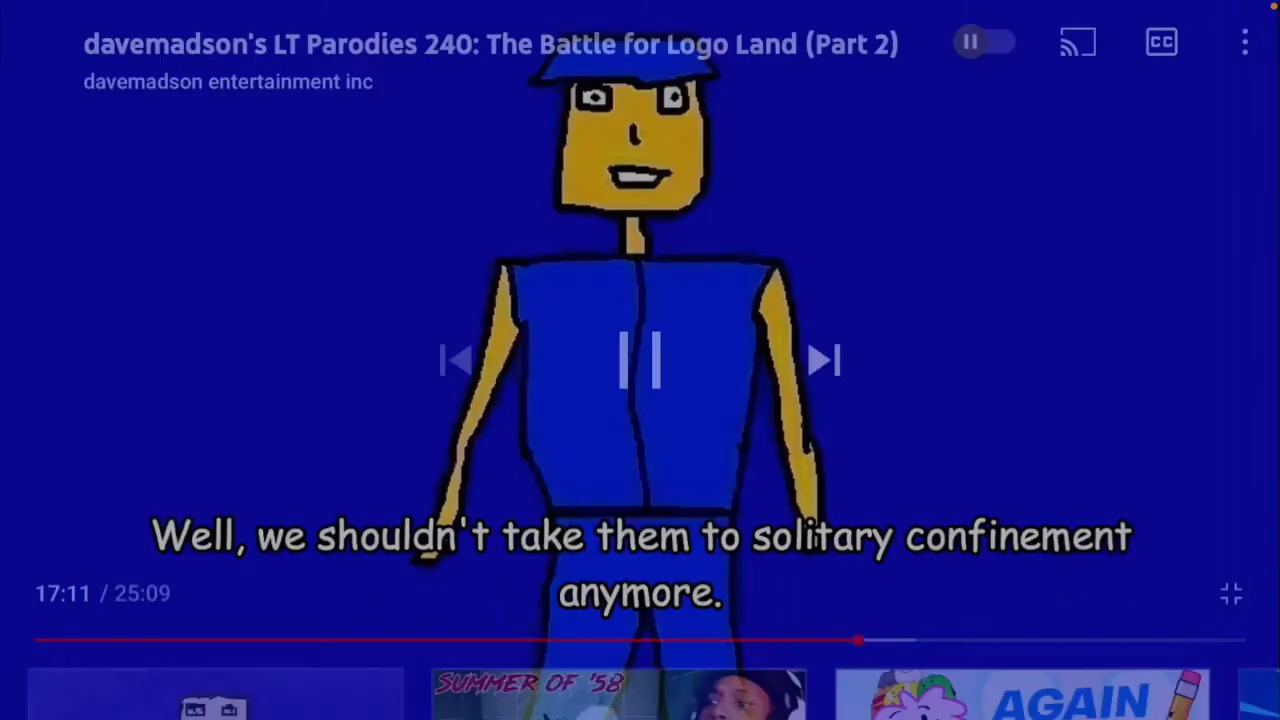 davemadson's LT Parodies 240: The Battle for Logo Land (Part 2)
davemadson entertainment inc
CC
Well, we shouldn't take them to solitary confinement
anymore.
17:11 / 25:09
SUMMER OF '58
AGAIN